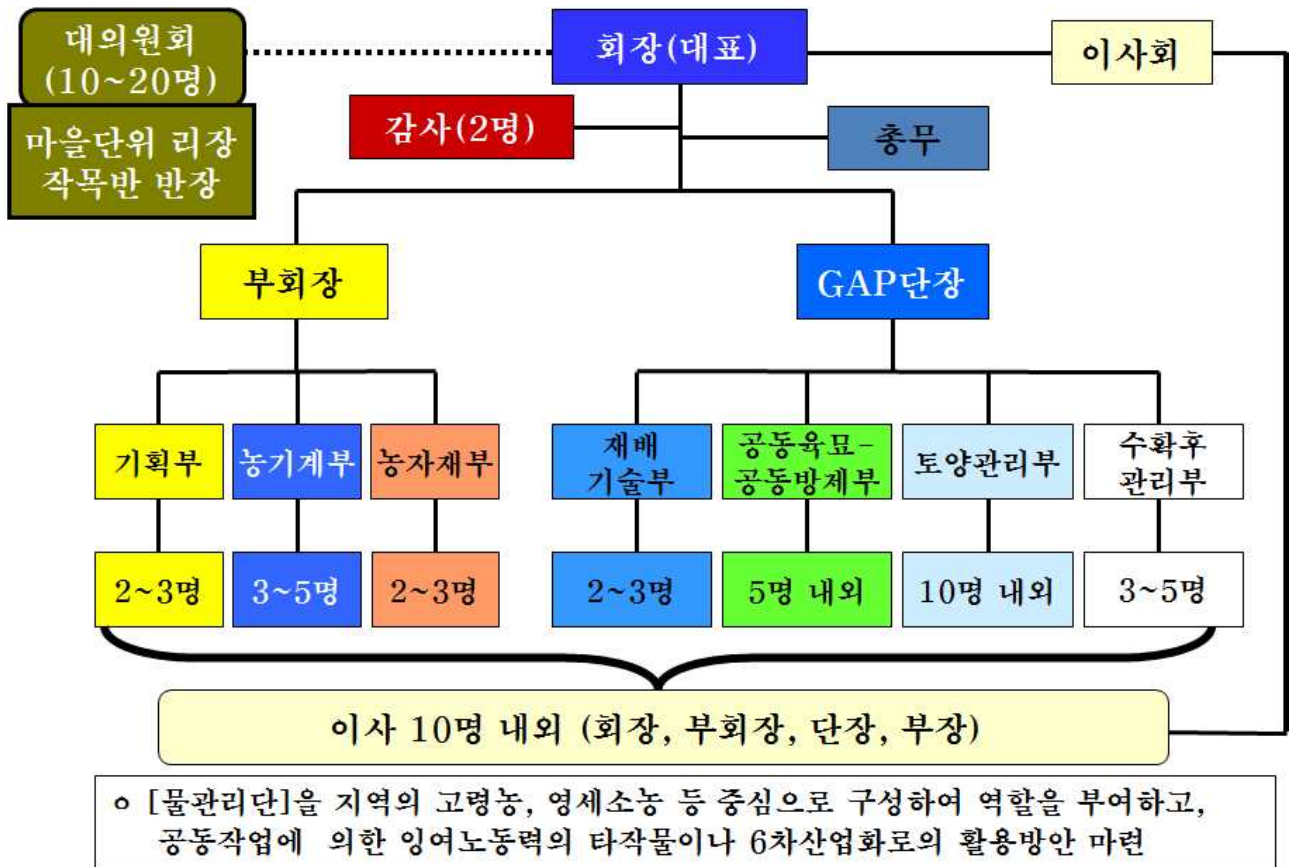 대의원회
(10~20명)
회장(대표)
이사회
마을단위 리장
작목반 반장
감사(2명)
총무
부회장
GAP단장
기획부
농기계부
농자재부
재배
기술부
공동육묘-
공동방제부
토양관리부
수확후
관리부
2~3명
3~5명
2~3명
2~3명
5명 내외
10명 내외
3~5명
이사 10명 내외 (회장, 부회장, 단장, 부장)
o [물관리단]을 지역의 고령농, 영세소농 등 중심으로 구성하여 역할을 부여하고,
공동작업에 의한 잉여노동력의 타작물이나 6차산업화로의 활용방안 마련